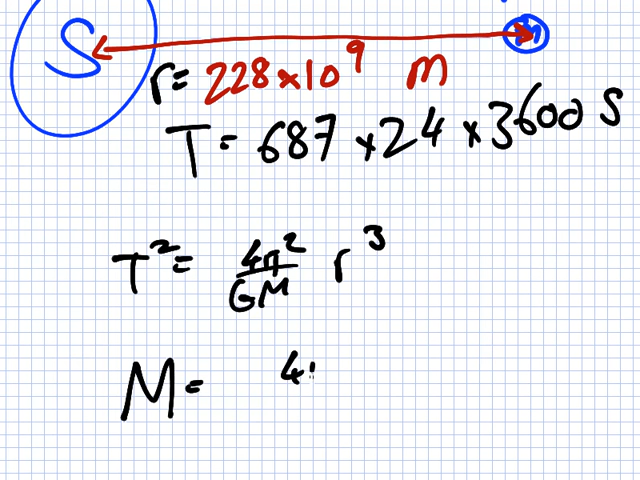 S m
r = 228×10⁹ m
T = 687 × 24 × 3600 s
T² = 4π²/GM r³
M = 4